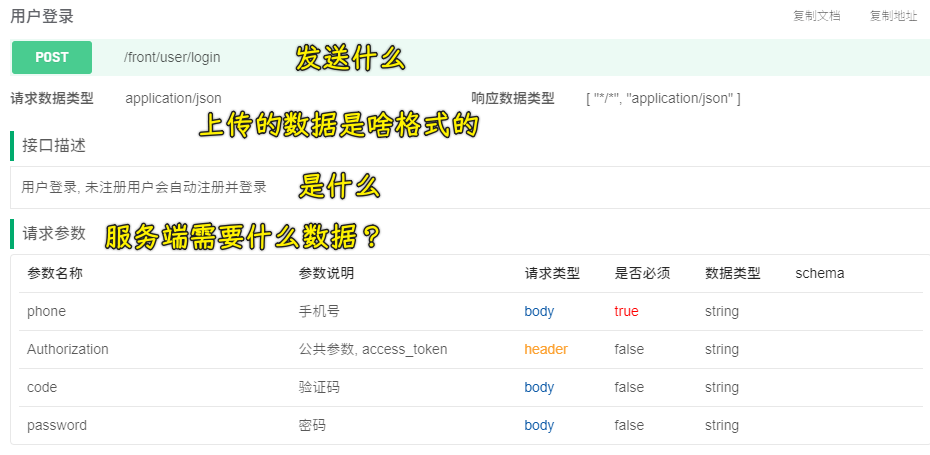 用户登录 复制文档 复制地址
POST /front/user/login 发送什么
请求数据类型 application/json 响应数据类型 [ "*/*", "application/json" ]
上传的数据是啥格式的
接口描述
用户登录, 未注册用户会自动注册并登录 是什么
请求参数 服务端需要什么数据？
参数名称 参数说明 请求类型 是否必须 数据类型 schema
phone 手机号 body true string
Authorization 公共参数, access_token header false string
code 验证码 body false string
password 密码 body false string